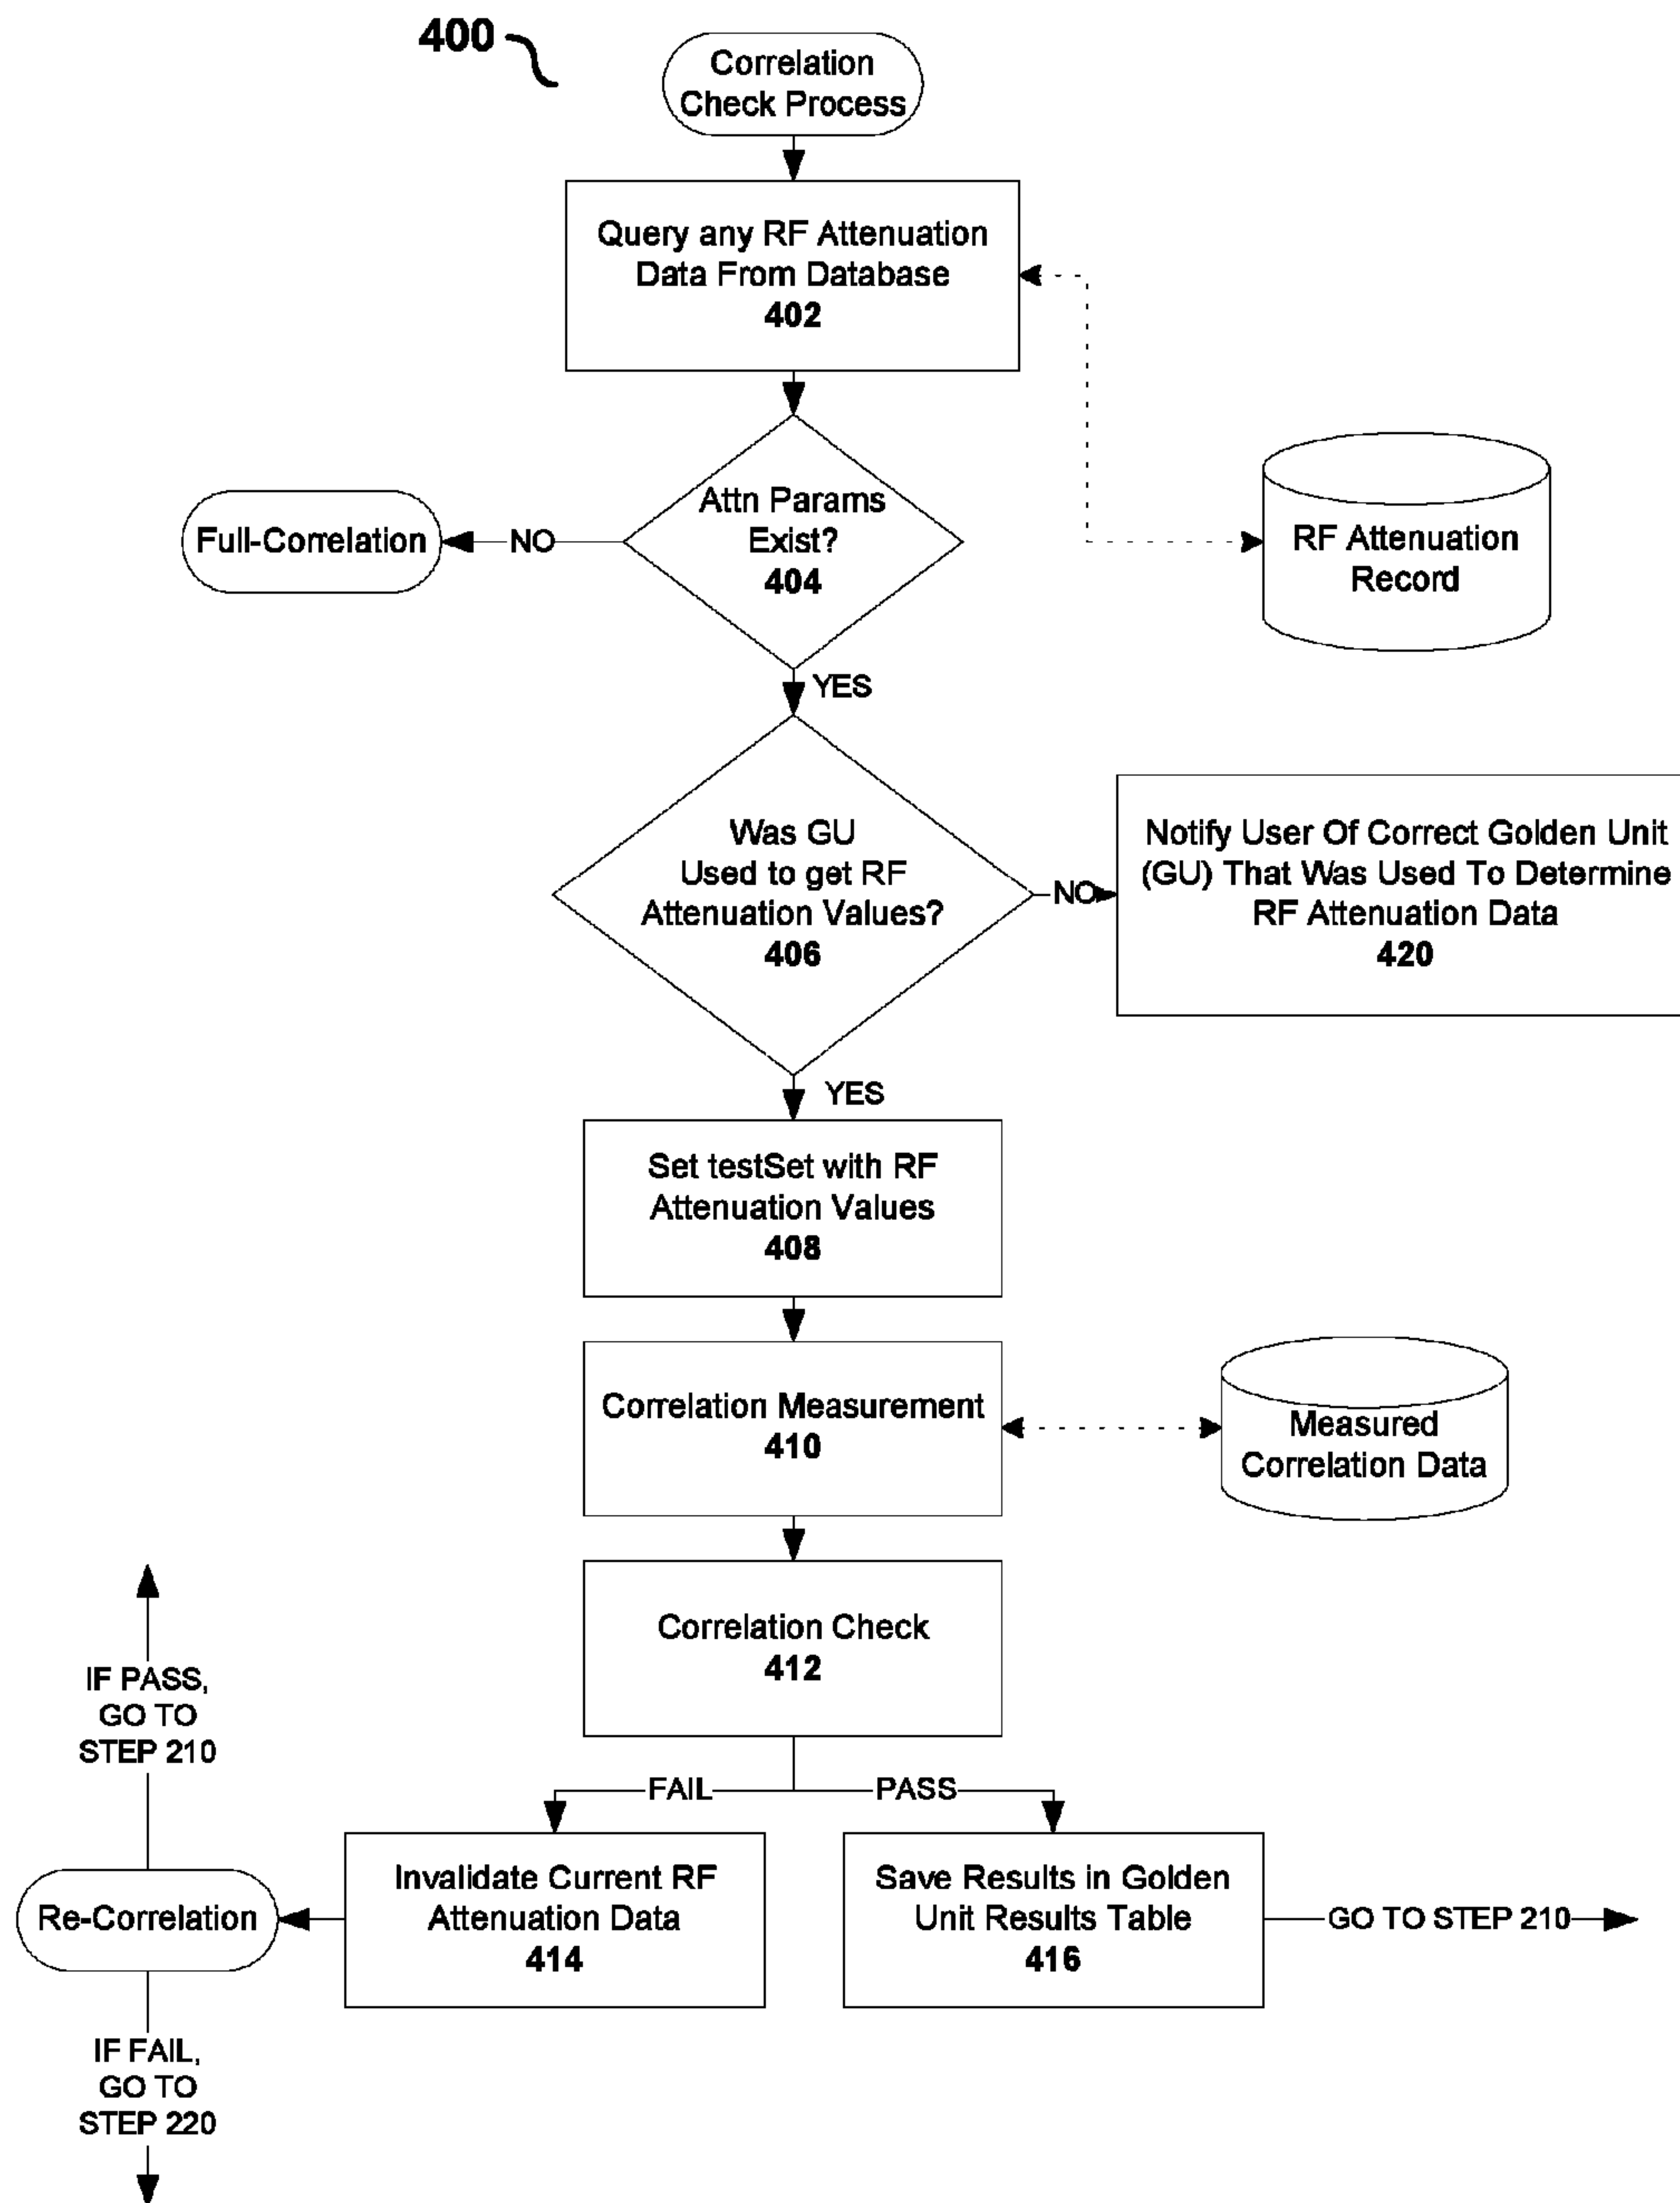 400
Correlation
Check Process
Query any RF Attenuation
Data From Database
402
Attn Params
Exist?
404
NO
Full-Correlation
RF Attenuation
Record
YES
Was GU
Used to get RF
Attenuation Values?
406
NO
Notify User Of Correct Golden Unit
(GU) That Was Used To Determine
RF Attenuation Data
420
YES
Set testSet with RF
Attenuation Values
408
Correlation Measurement
410
Measured
Correlation Data
Correlation Check
412
FAIL
PASS
IF PASS,
GO TO
STEP 210
Re-Correlation
Invalidate Current RF
Attenuation Data
414
Save Results in Golden
Unit Results Table
416
GO TO STEP 210
IF FAIL,
GO TO
STEP 220